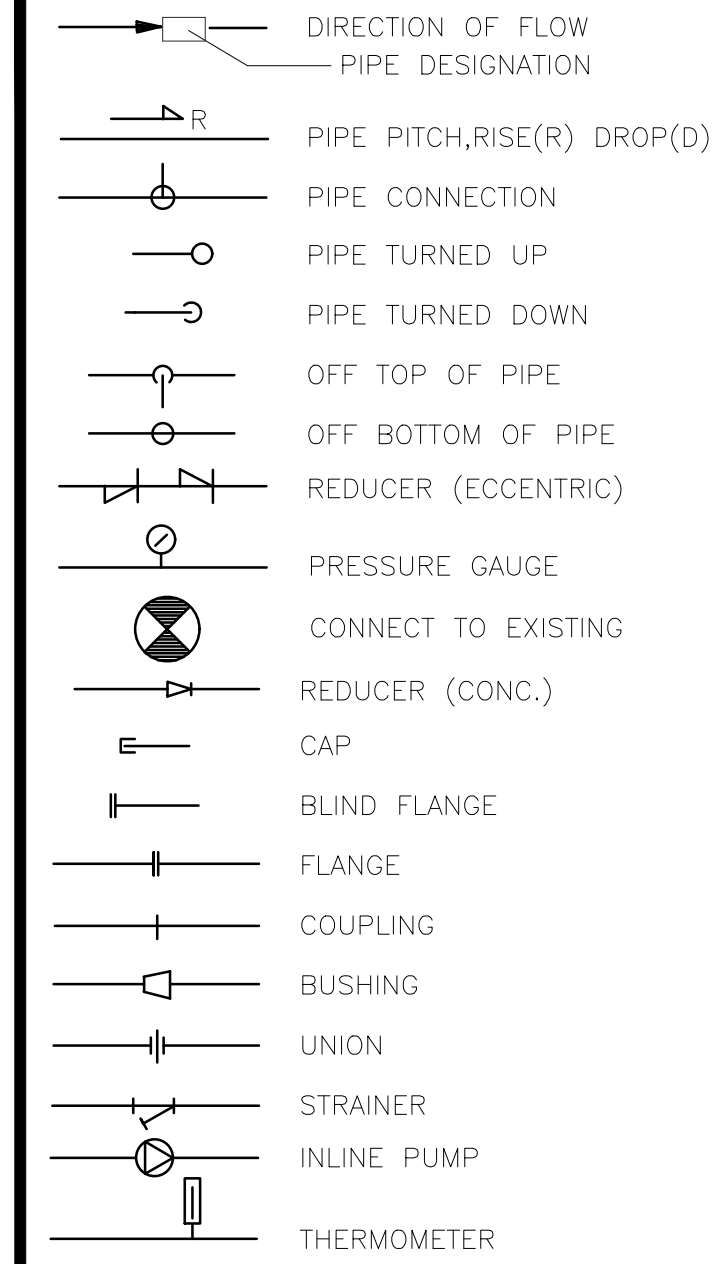 DIRECTION OF FLOW
PIPE DESIGNATION
R
PIPE PITCH,RISE(R) DROP(D)
PIPE CONNECTION
PIPE TURNED UP
PIPE TURNED DOWN
OFF TOP OF PIPE
OFF BOTTOM OF PIPE
REDUCER (ECCENTRIC)
PRESSURE GAUGE
CONNECT TO EXISTING
REDUCER (CONC.)
CAP
BLIND FLANGE
FLANGE
COUPLING
BUSHING
UNION
STRAINER
INLINE PUMP
THERMOMETER